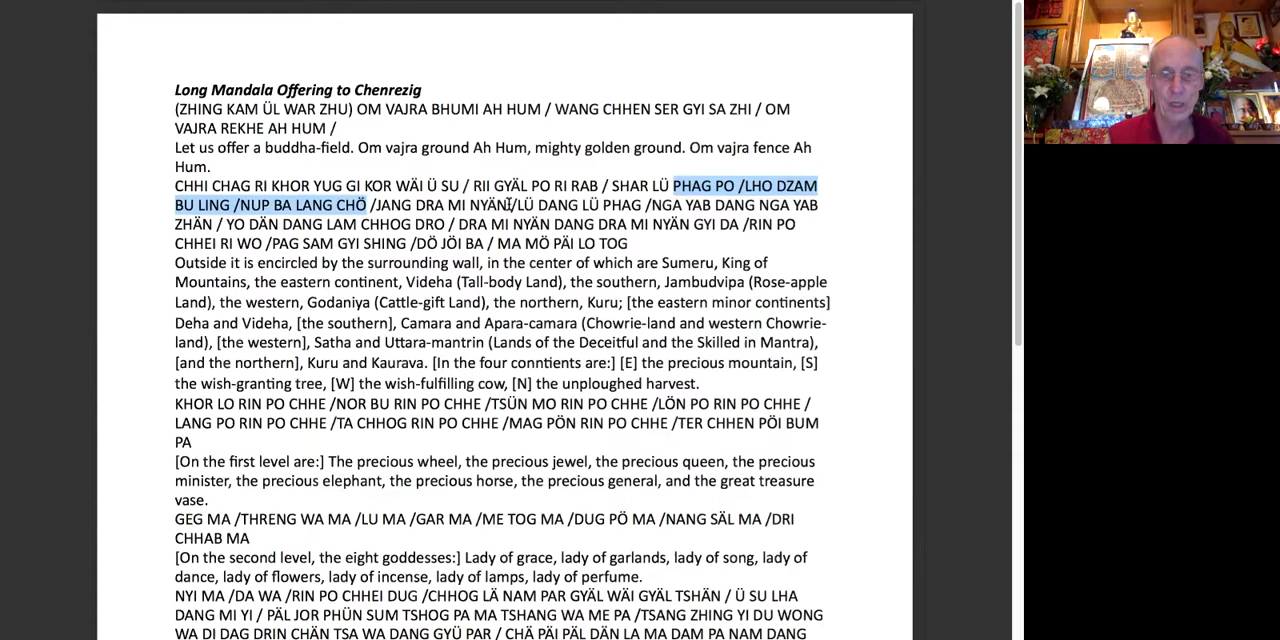 Long Mandala Offering to Chenrezig
(ZHING KAM ÜL WAR ZHU) OM VAJRA BHUMI AH HUM / WANG CHHEN SER GYI SA ZHI / OM
VAJRA REKHE AH HUM /
Let us offer a buddha-field. Om vajra ground Ah Hum, mighty golden ground. Om vajra fence Ah
Hum.
CHHI CHAG RI KHOR YUG GI KOR WÄI Ü SU / RII GYÄL PO RI RAB / SHAR LÜ PHAG PO /LHO DZAM
BU LING /NUP BA LANG CHÖ /JANG DRA MI NYÄN/LÜ DANG LÜ PHAG /NGA YAB DANG NGA YAB
ZHÄN / YO DÄN DANG LAM CHHOG DRO / DRA MI NYÄN DANG DRA MI NYÄN GYI DA /RIN PO
CHHEI RI WO /PAG SAM GYI SHING /DÖ JÖI BA / MA MÖ PÄI LO TOG
Outside it is encircled by the surrounding wall, in the center of which are Sumeru, King of
Mountains, the eastern continent, Videha (Tall-body Land), the southern, Jambudvipa (Rose-apple
Land), the western, Godaniya (Cattle-gift Land), the northern, Kuru; [the eastern minor continents]
Deha and Videha, [the southern], Camara and Apara-camara (Chowrie-land and western Chowrie-
land), [the western], Satha and Uttara-mantrin (Lands of the Deceitful and the Skilled in Mantra),
[and the northern], Kuru and Kaurava. [In the four conntients are:] [E] the precious mountain, [S]
the wish-granting tree, [W] the wish-fulfilling cow, [N] the unploughed harvest.
KHOR LO RIN PO CHHE /NOR BU RIN PO CHHE /TSÜN MO RIN PO CHHE /LÖN PO RIN PO CHHE /
LANG PO RIN PO CHHE /TA CHHOG RIN PO CHHE /MAG PÖN RIN PO CHHE /TER CHHEN PÖI BUM
PA
[On the first level are:] The precious wheel, the precious jewel, the precious queen, the precious
minister, the precious elephant, the precious horse, the precious general, and the great treasure
vase.
GEG MA /THRENG WA MA /LU MA /GAR MA /ME TOG MA /DUG PÖ MA /NANG SÄL MA /DRI
CHHAB MA
[On the second level, the eight goddesses:] Lady of grace, lady of garlands, lady of song, lady of
dance, lady of flowers, lady of incense, lady of lamps, lady of perfume.
NYI MA /DA WA /RIN PO CHHEI DUG /CHHOG LÄ NAM PAR GYÄL WÄI GYÄL TSHÄN / Ü SU LHA
DANG MI YI / PÄL JOR PHÜN SUM TSHOG PA MA TSHANG WA ME PA /TSANG ZHING YI DU WONG
WA DI DAG DRIN CHÄN TSA WA DANG GYÜ PAR / CHÄ PÄI PÄL DÄN LA MA DAM PA NAM DANG